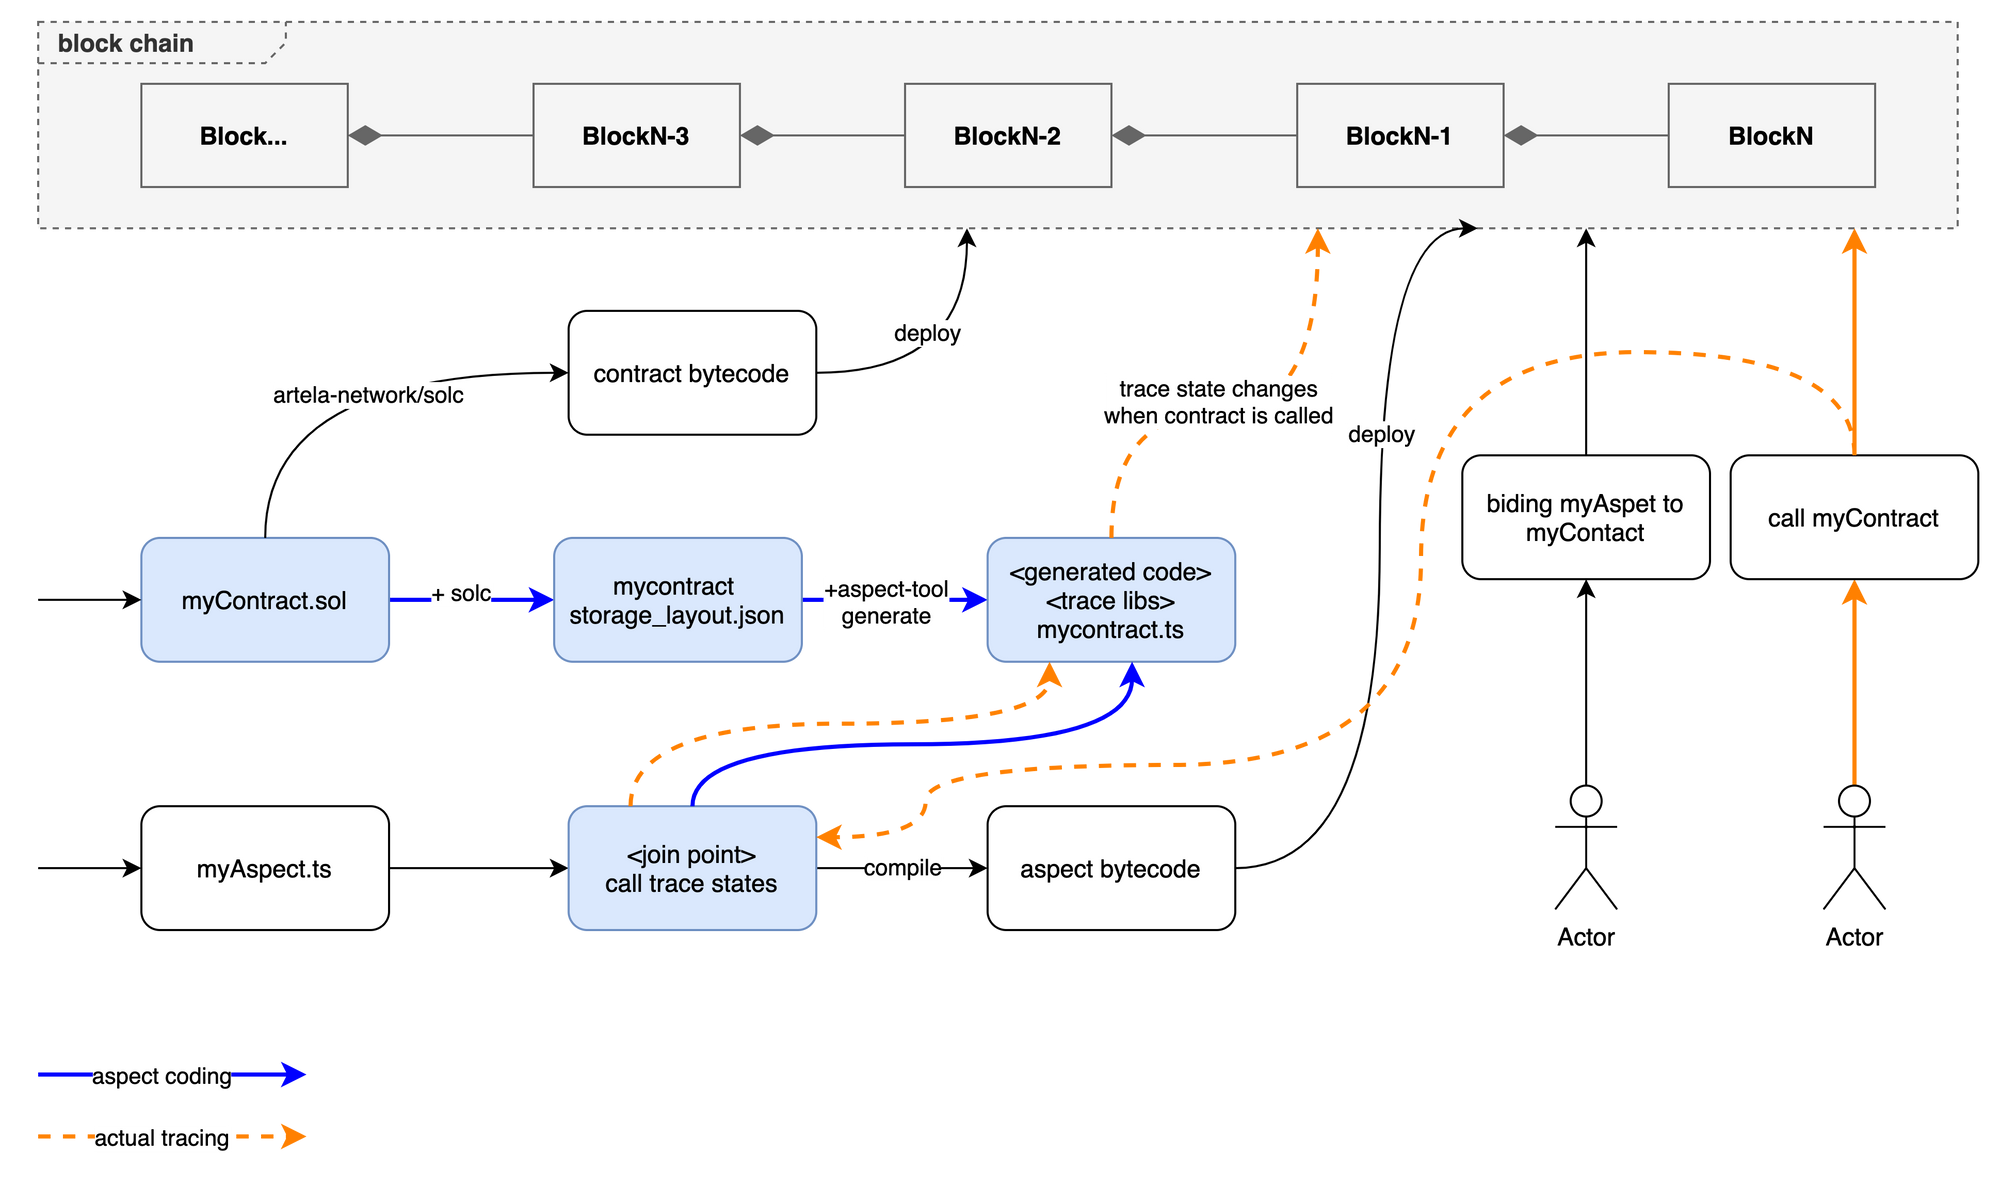 block chain
Block...
BlockN-3
BlockN-2
BlockN-1
BlockN
deploy
contract bytecode
artela-network/solc
trace state changes
when contract is called
deploy
biding myAspet to
myContact
call myContract
myContract.sol
+ solc
mycontract
storage_layout.json
+aspect-tool
generate
<generated code>
<trace libs>
mycontract.ts
myAspect.ts
<join point>
call trace states
compile
aspect bytecode
Actor
Actor
aspect coding
actual tracing